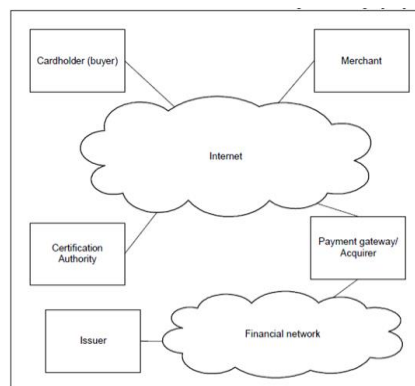 Cardholder (buyer)
Merchant
Internet
Certification
Authority
Payment gateway/
Acquirer
Issuer
Financial network